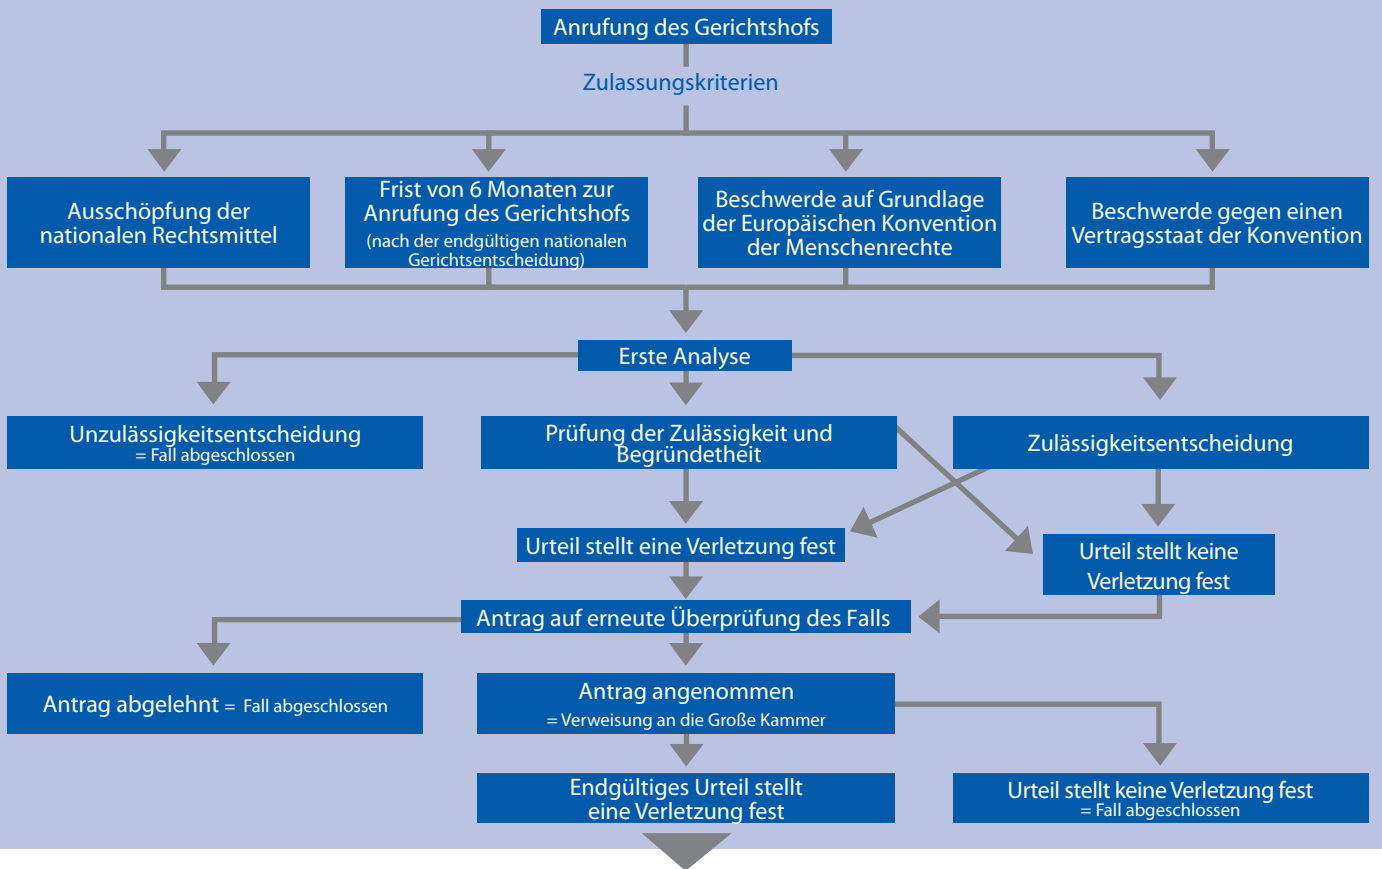 Anrufung des Gerichtshofs
Zulassungskriterien
Ausschöpfung der
nationalen Rechtsmittel
Frist von 6 Monaten zur
Anrufung des Gerichtshofs
(nach der endgültigen nationalen
Gerichtsentscheidung)
Beschwerde auf Grundlage
der Europäischen Konvention
der Menschenrechte
Beschwerde gegen einen
Vertragsstaat der Konvention
Erste Analyse
Unzulässigkeitsentscheidung
= Fall abgeschlossen
Prüfung der Zulässigkeit und
Begründetheit
Zulässigkeitsentscheidung
Urteil stellt eine Verletzung fest
Urteil stellt keine
Verletzung fest
Antrag auf erneute Überprüfung des Falls
Antrag abgelehnt = Fall abgeschlossen
Antrag angenommen
= Verweisung an die Große Kammer
Endgültiges Urteil stellt
eine Verletzung fest
Urteil stellt keine Verletzung fest
= Fall abgeschlossen